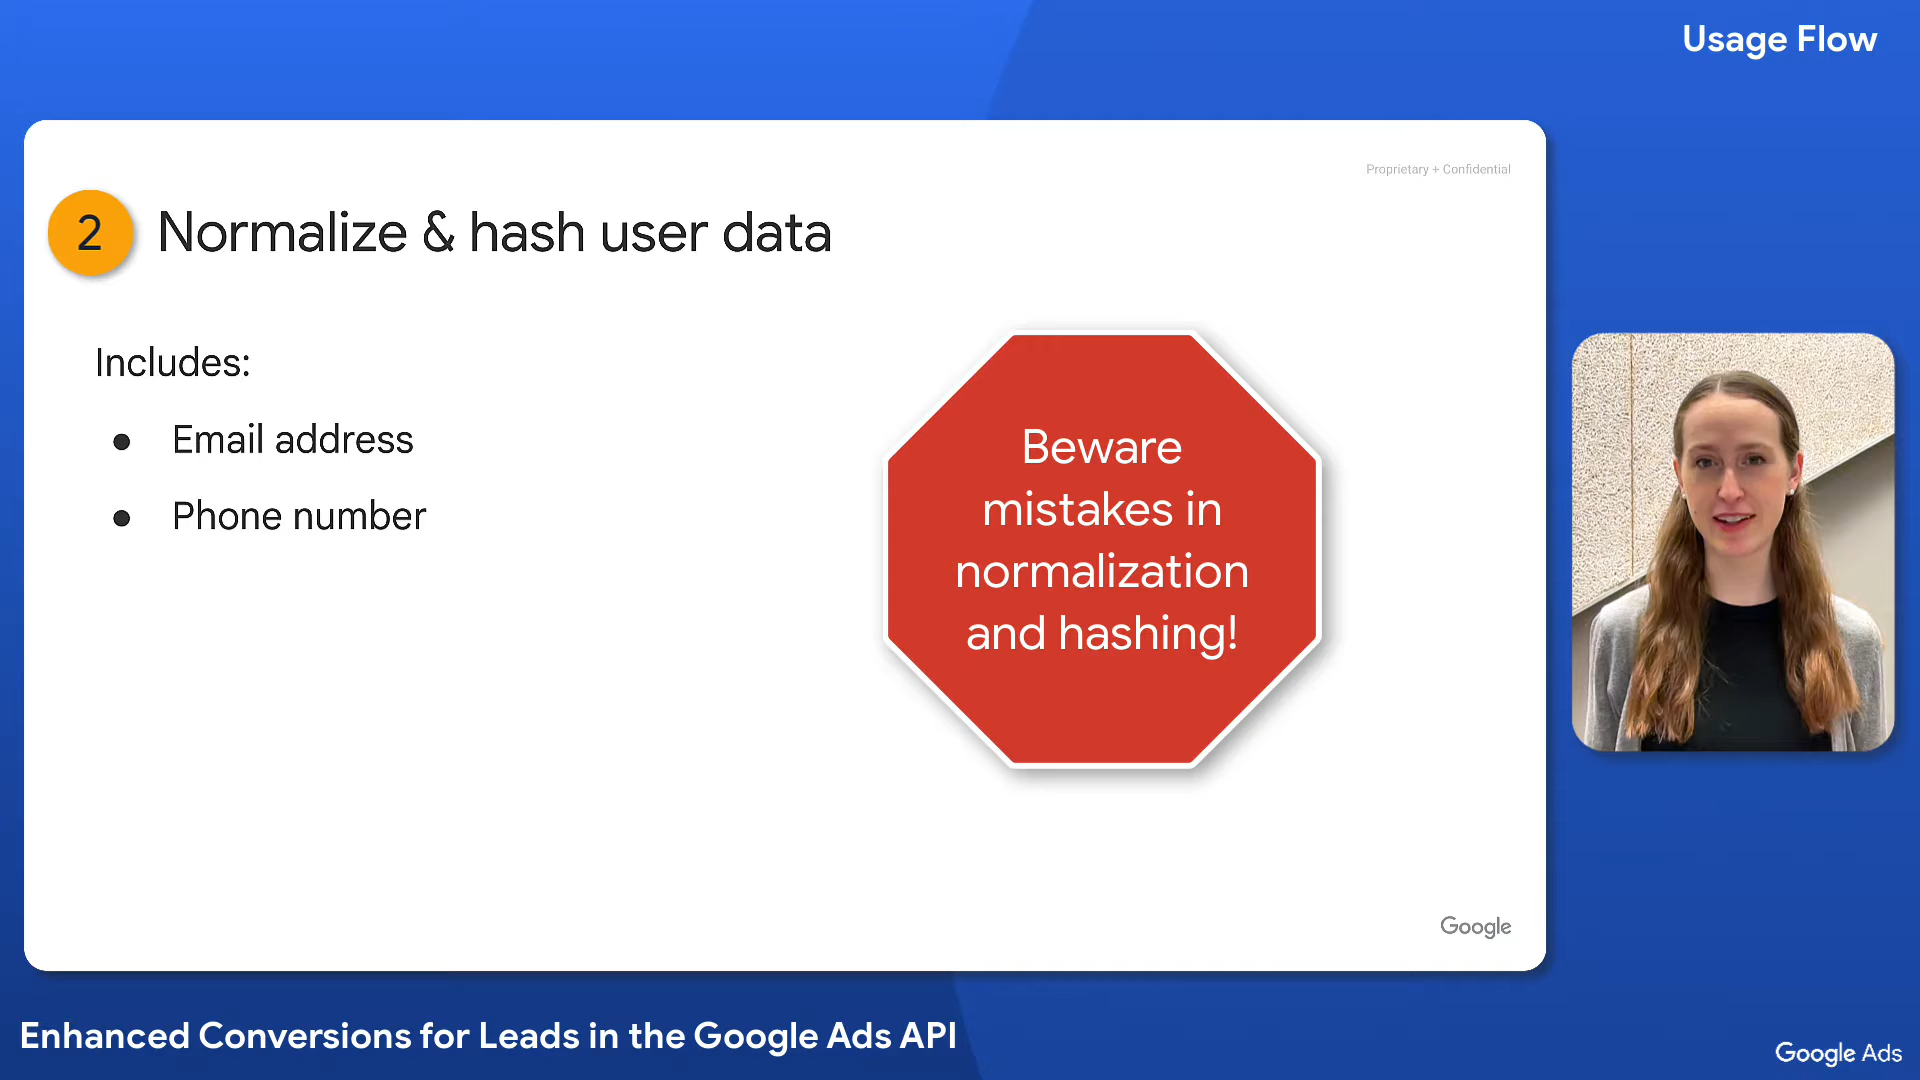 Usage Flow
Proprietary + Confidential
2 Normalize & hash user data
Includes:
● Email address
● Phone number
Beware
mistakes in
normalization
and hashing!
Google
Enhanced Conversions for Leads in the Google Ads API
Google Ads